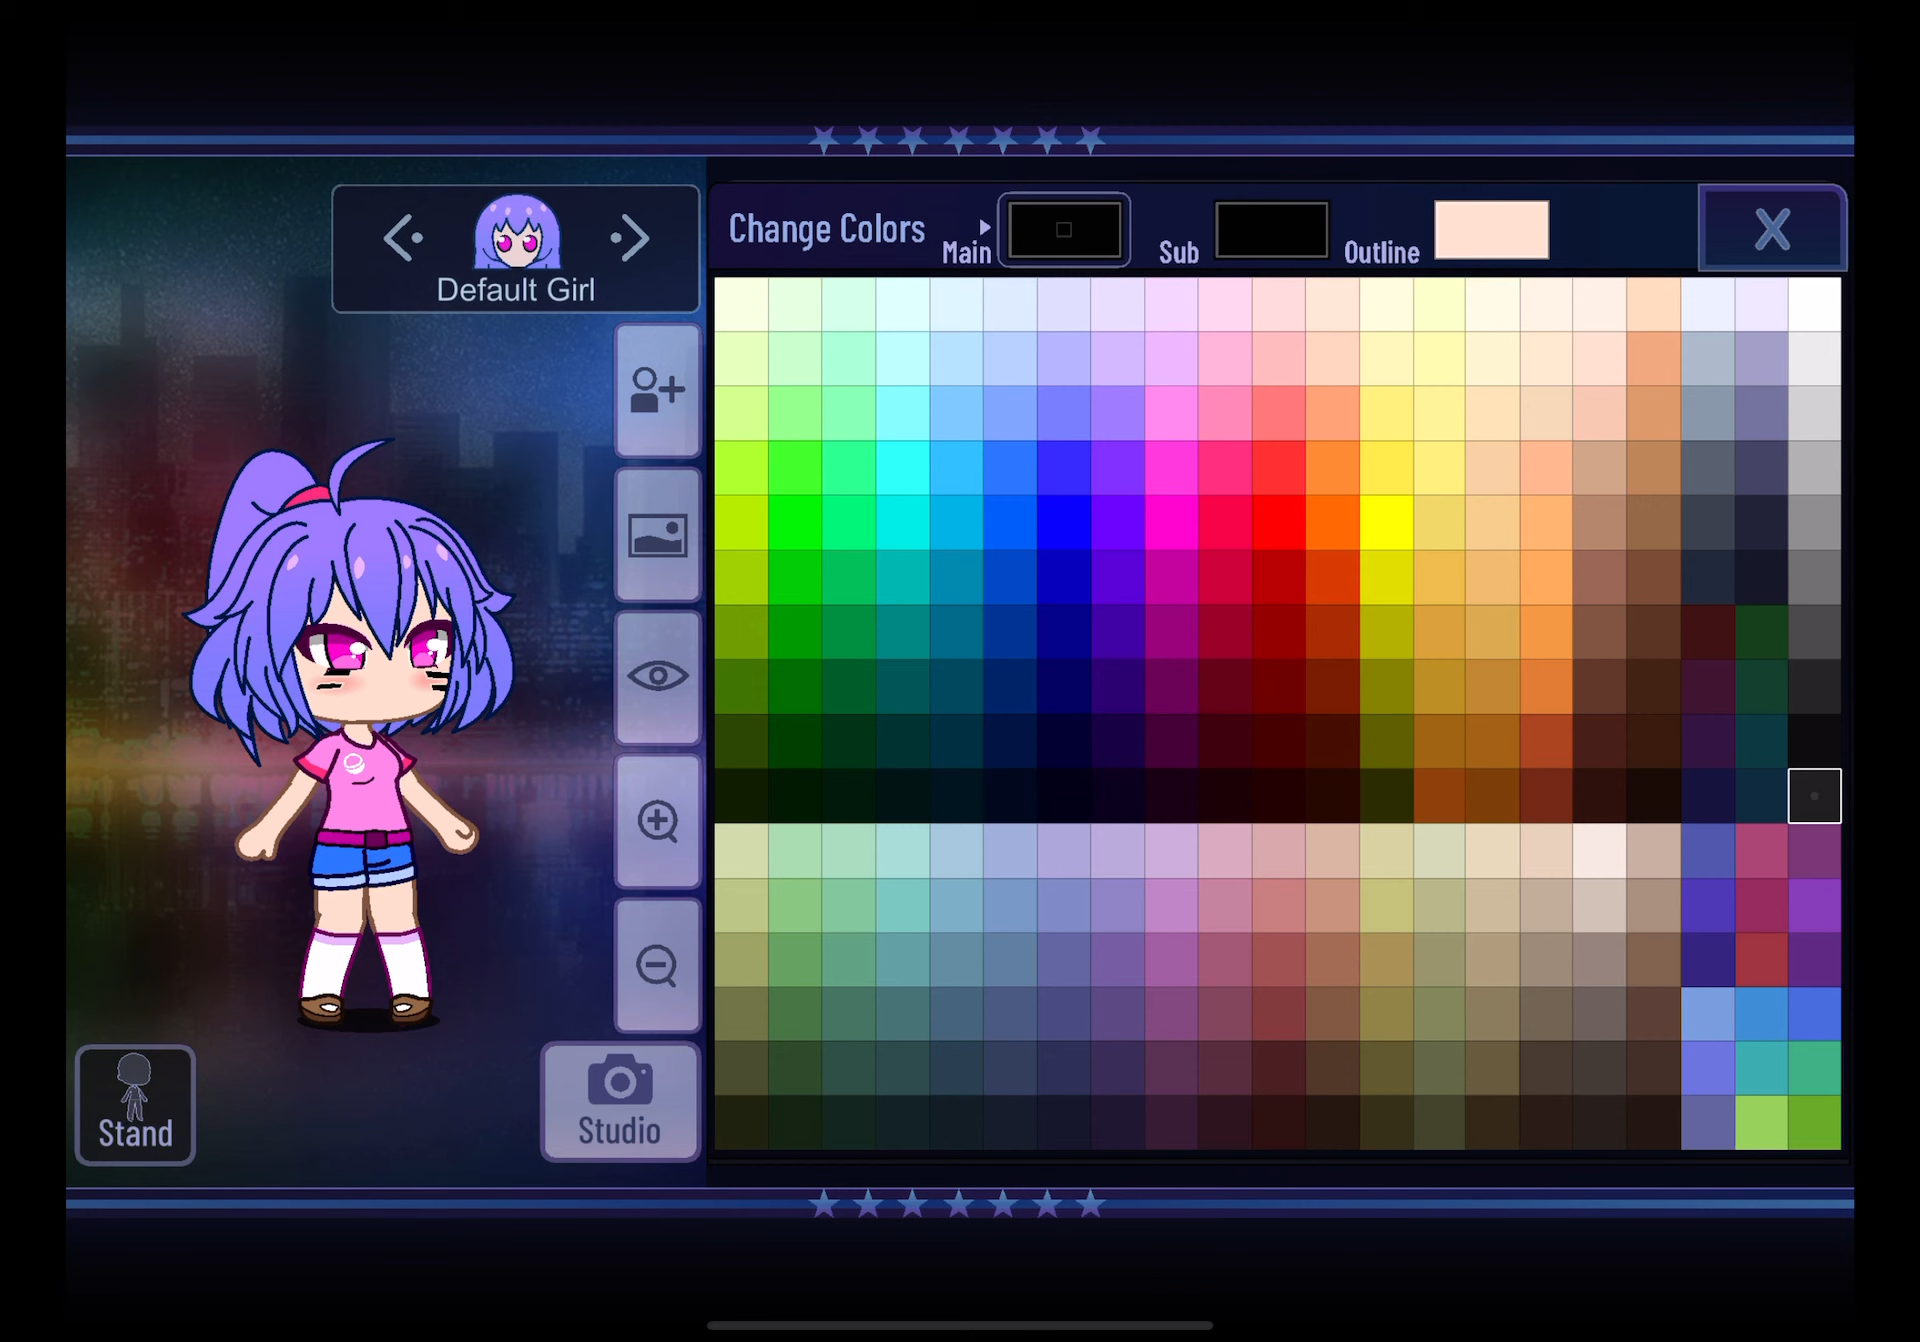 Default Girl
Change Colors
Main
Sub
Outline
X
Stand
Studio